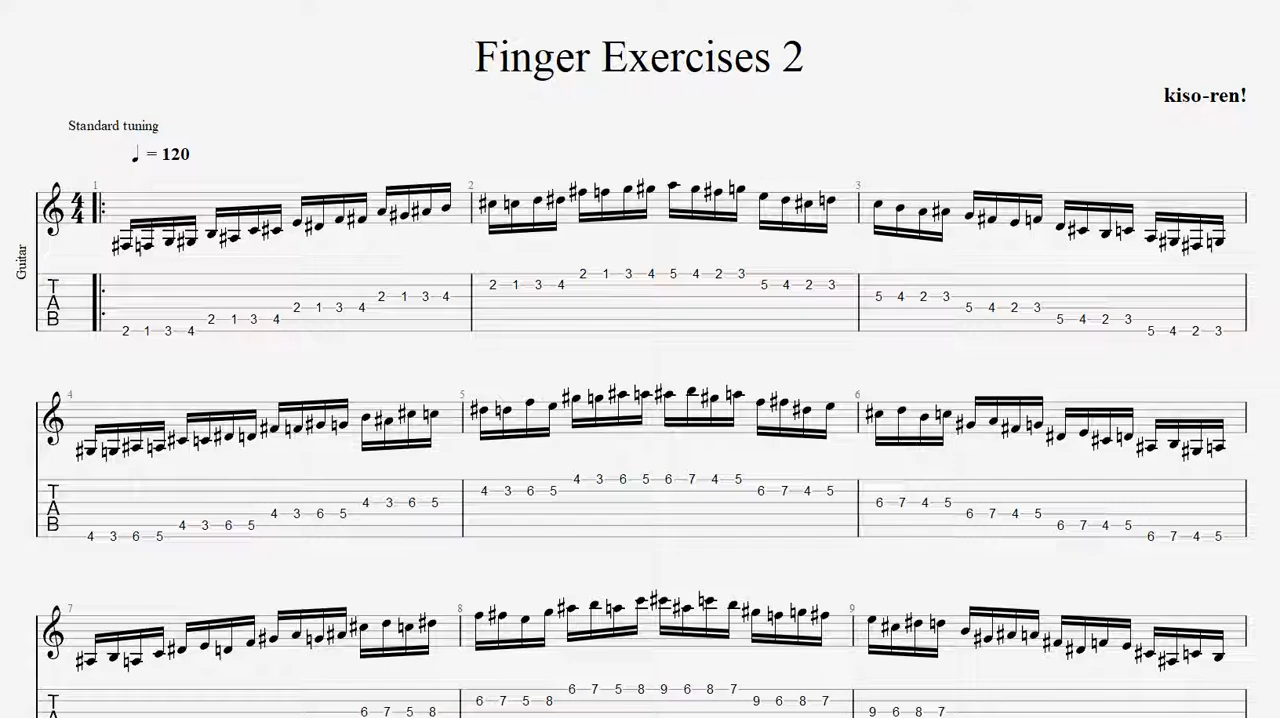 Finger Exercises 2
kiso-ren!
Standard tuning
= 120
Guitar
1 2 3
4 4
T A B
2 1 3 4 5 4 2 3
2 1 3 4 5 4 2 3
2 1 3 4 5 4 2 3
2 1 3 4 5 4 2 3
2 1 3 4 5 4 2 3
2 1 3 4 5 4 2 3
4 5 6
T A B
4 3 6 5 6 7 4 5
4 3 6 5 6 7 4 5
4 3 6 5 6 7 4 5
4 3 6 5 6 7 4 5
4 3 6 5 6 7 4 5
4 3 6 5 6 7 4 5
7 8 9
6 7 5 8 9 6 8 7
T 6 7 5 8 9 6 8 7
6 7 5 8 9 6 8 7